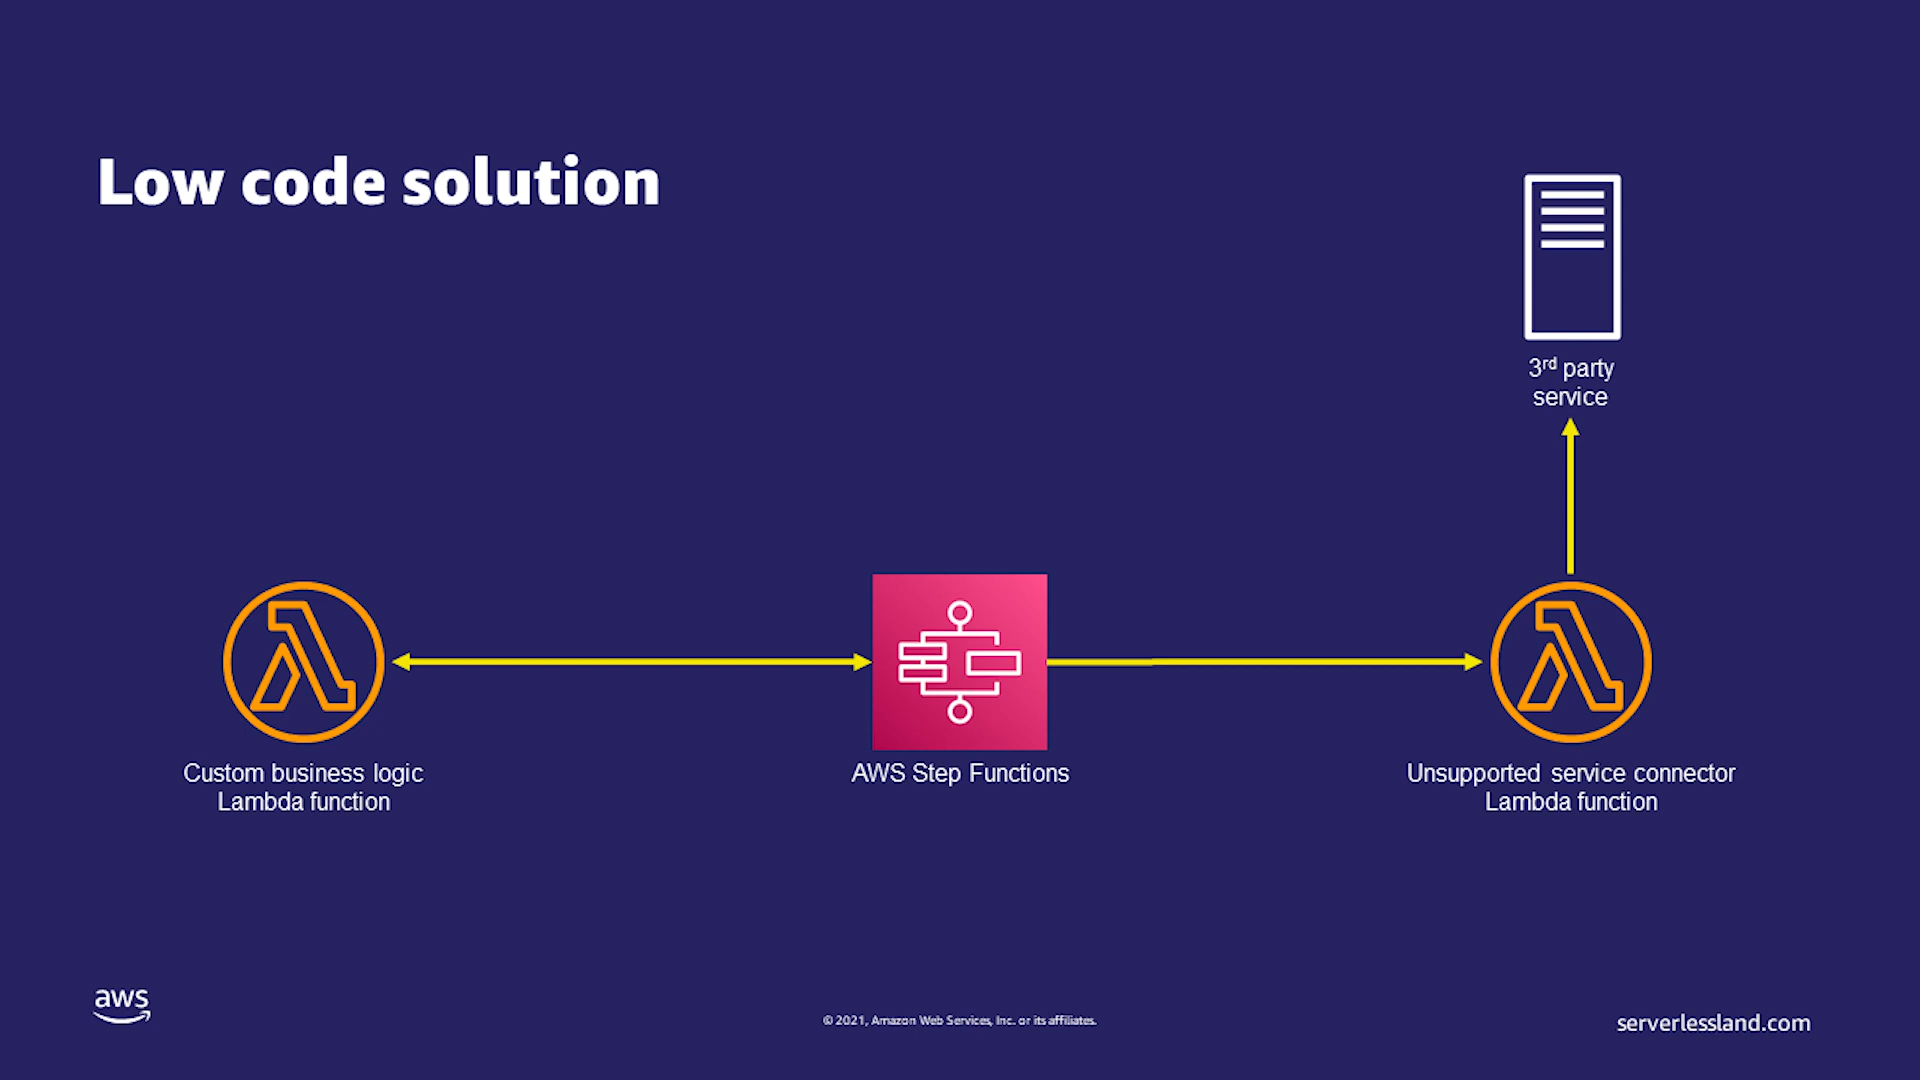 Low code solution
3rd party
service
Custom business logic
Lambda function
AWS Step Functions
Unsupported service connector
Lambda function
aws
© 2021, Amazon Web Services, Inc. or its affiliates.
serverlessland.com